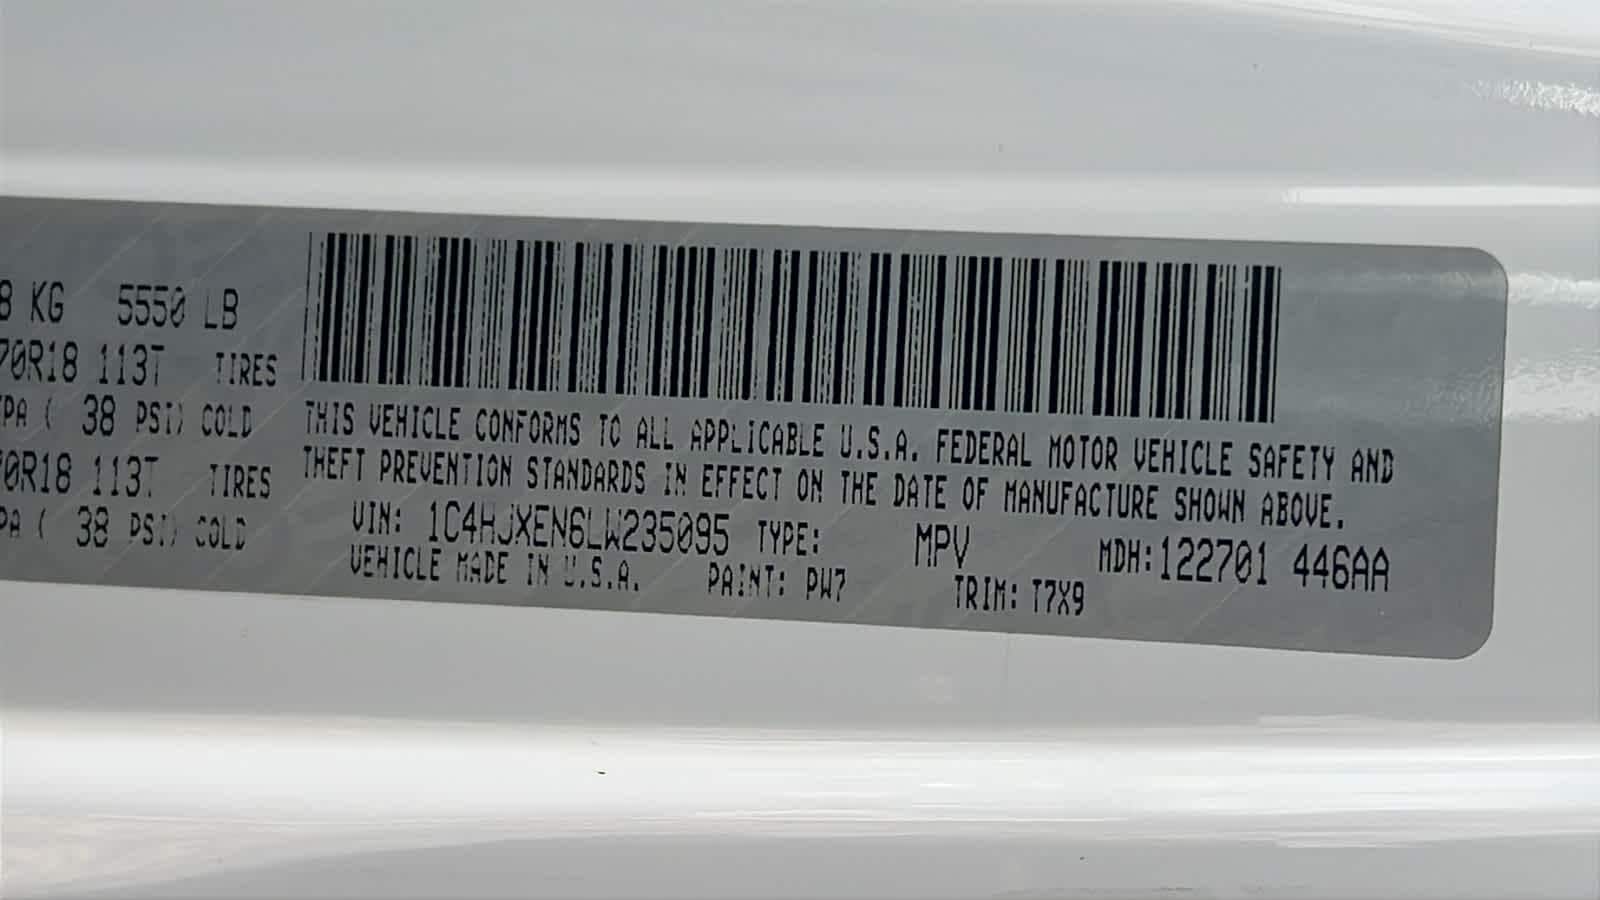 8 KG 5550 LB
70R18 113T TIRES
PA ( 38 PSI) COLD
70R18 113T TIRES
PA ( 38 PSI) COLD
THIS VEHICLE CONFORMS TO ALL APPLICABLE U.S.A. FEDERAL MOTOR VEHICLE SAFETY AND
THEFT PREVENTION STANDARDS IN EFFECT ON THE DATE OF MANUFACTURE SHOWN ABOVE.
VIN: 1C4HJXEN6LW235095 TYPE: MPV MDH:122701 446AA
VEHICLE MADE IN U.S.A. PAINT: PW7 TRIM: T7X9